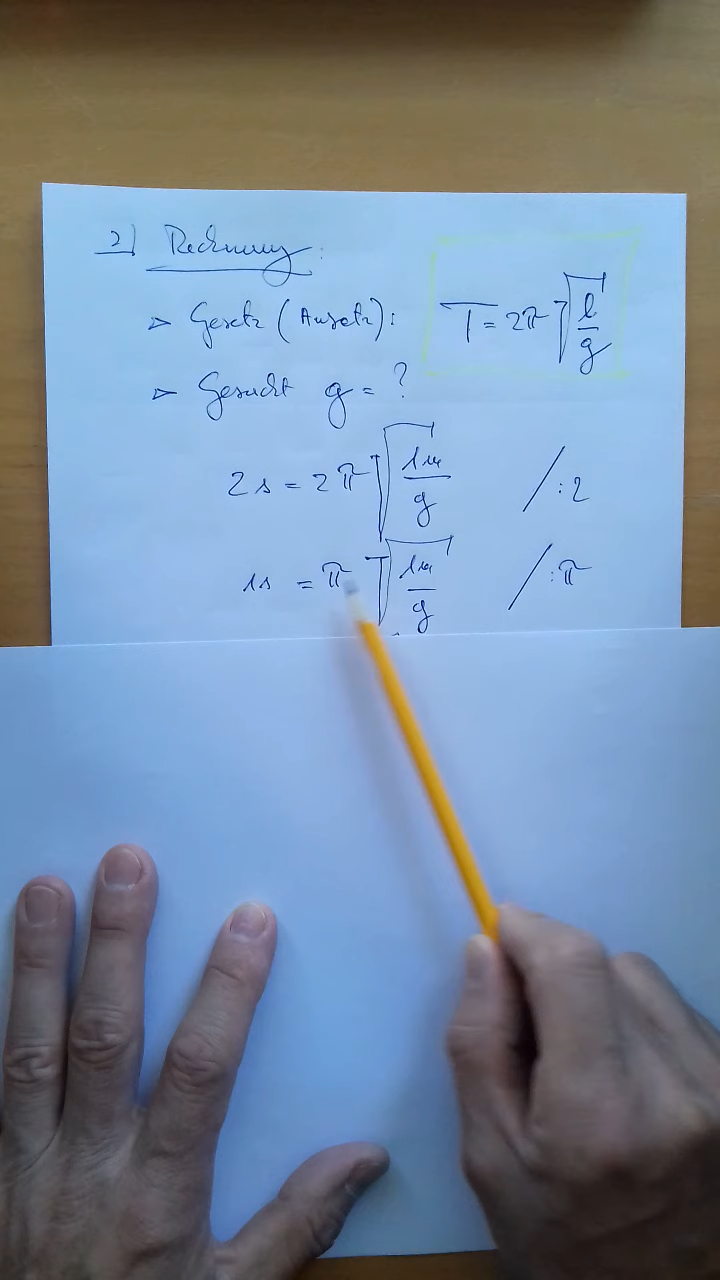 2) Rechnung:
▻ Gesetz (Ansatz): T = 2π √(l/g)
▻ Gesucht g = ?
2s = 2π √(1m/g) /:2
1s = π √(1m/g) /:π